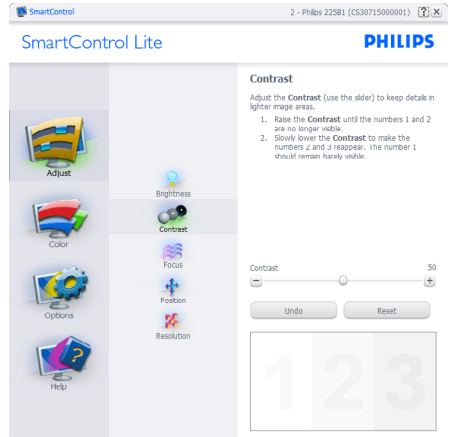 SmartControl
2 - Philips 225B1 (CS30715000001)
?
SmartControl Lite
PHILIPS
Adjust
Color
Options
Help
Brightness
Contrast
Focus
Position
Resolution
Contrast
Adjust the Contrast (use the slider) to keep details in
lighter image areas.
1. Raise the Contrast until the numbers 1 and 2
are no longer visible.
2. Slowly lower the Contrast to make the
numbers 2 and 3 reappear. The number 1
should remain barely visible.
Contrast 50
Undo Reset
1 2 3